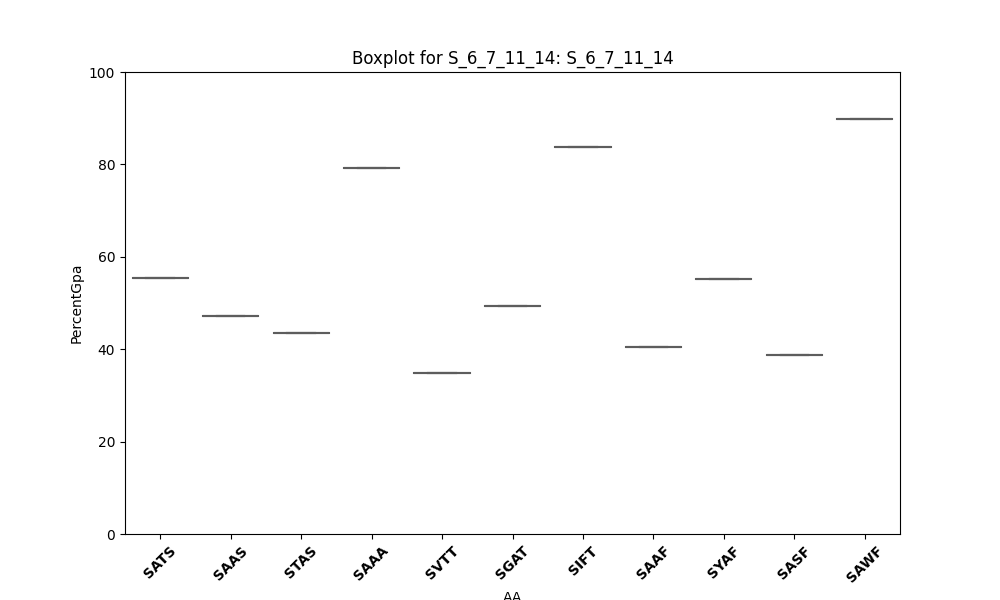 Boxplot for S_6_7_11_14: S_6_7_11_14
100
80
60
40
20
0
PercentGpa
SATS SAAS STAS SAAA SVTT SGAT SIFT SAAF SYAF SASF SAWF
AA